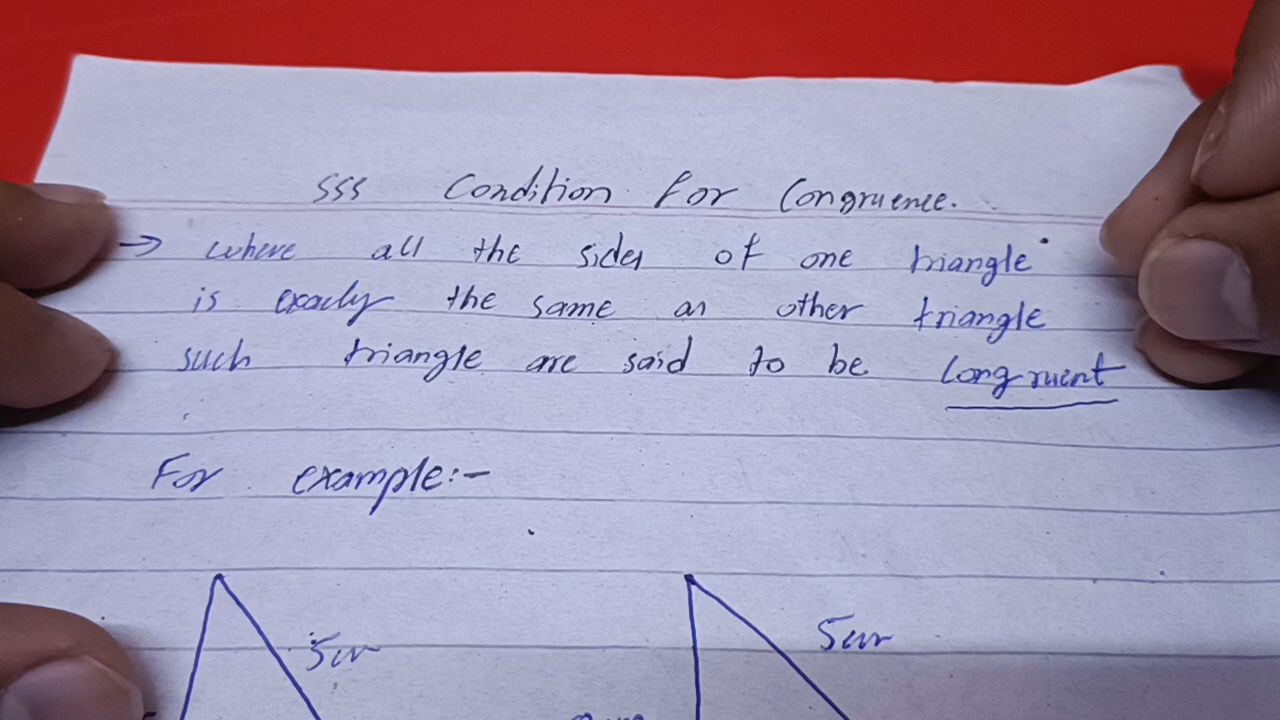 SSS Condition For Congruence.
→ where all the sides of one triangle
is exactly the same as other triangle
such triangle are said to be Congruent
For example:-
5cm 5cm